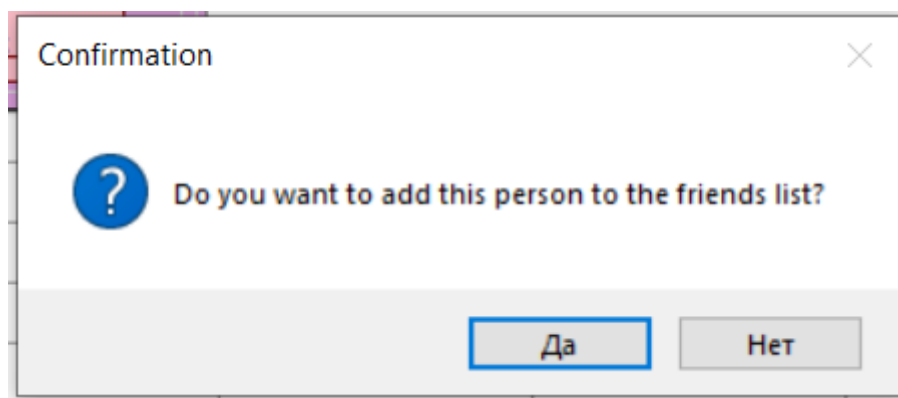 Confirmation
Do you want to add this person to the friends list?
Да
Нет